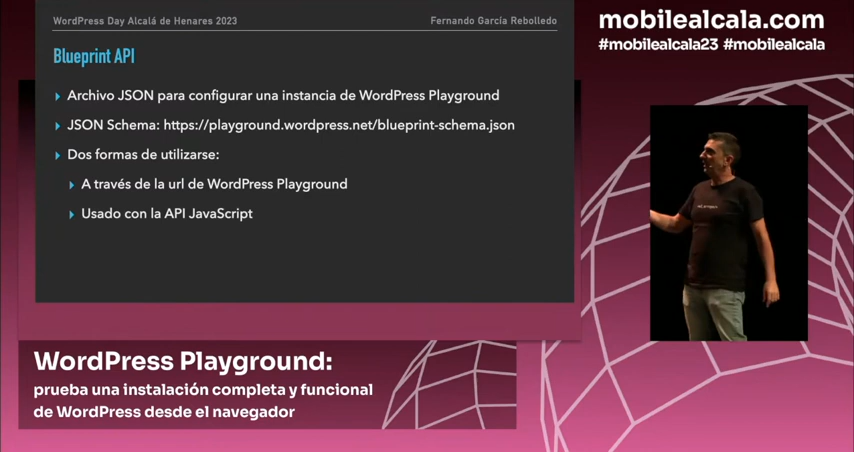 WordPress Day Alcalá de Henares 2023
Fernando García Rebolledo
Blueprint API
Archivo JSON para configurar una instancia de WordPress Playground
JSON Schema: https://playground.wordpress.net/blueprint-schema.json
Dos formas de utilizarse:
A través de la url de WordPress Playground
Usado con la API JavaScript
mobilealcala.com
#mobilealcala23 #mobilealcala
WordPress Playground:
prueba una instalación completa y funcional
de WordPress desde el navegador